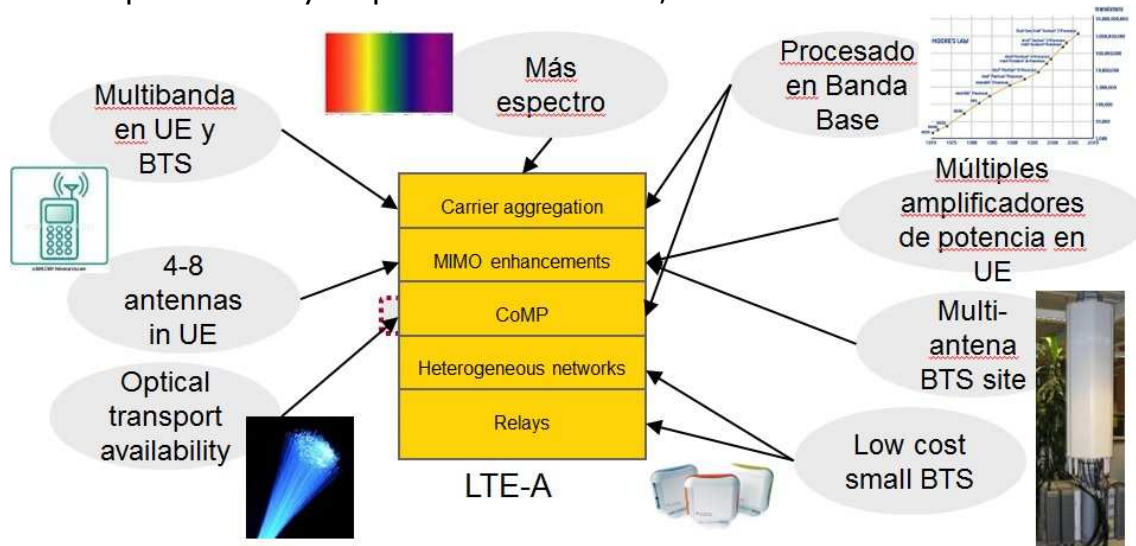 Más
espectro
Procesado
en Banda
Base
MOORE'S LAW
Multibanda
en UE y
BTS
Múltiples
amplificadores
de potencia en
UE
4-8
antennas
in UE
Carrier aggregation
MIMO enhancements
CoMP
Heterogeneous networks
Relays
LTE-A
Multi-
antena
BTS site
Optical
transport
availability
Low cost
small BTS